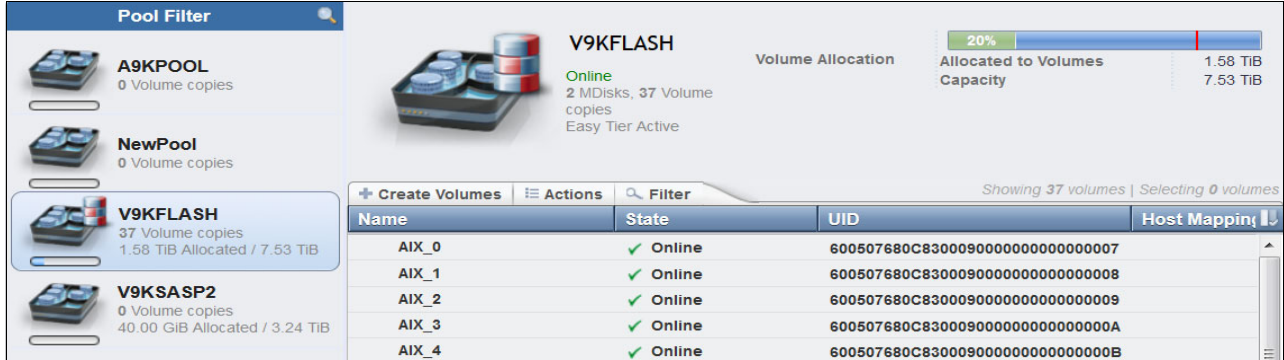 Pool Filter
A9KPOOL
0 Volume copies
NewPool
0 Volume copies
V9KFLASH
37 Volume copies
1.58 TiB Allocated / 7.53 TiB
V9KSASP2
0 Volume copies
40.00 GiB Allocated / 3.24 TiB
V9KFLASH
Online
2 MDisks, 37 Volume
copies
Easy Tier Active
Volume Allocation
20%
Allocated to Volumes 1.58 TiB
Capacity 7.53 TiB
Create Volumes Actions Filter Showing 37 volumes | Selecting 0 volumes
Name State UID Host Mapping
AIX_0 Online 600507680C8300090000000000000007
AIX_1 Online 600507680C8300090000000000000008
AIX_2 Online 600507680C8300090000000000000009
AIX_3 Online 600507680C830009000000000000000A
AIX_4 Online 600507680C830009000000000000000B